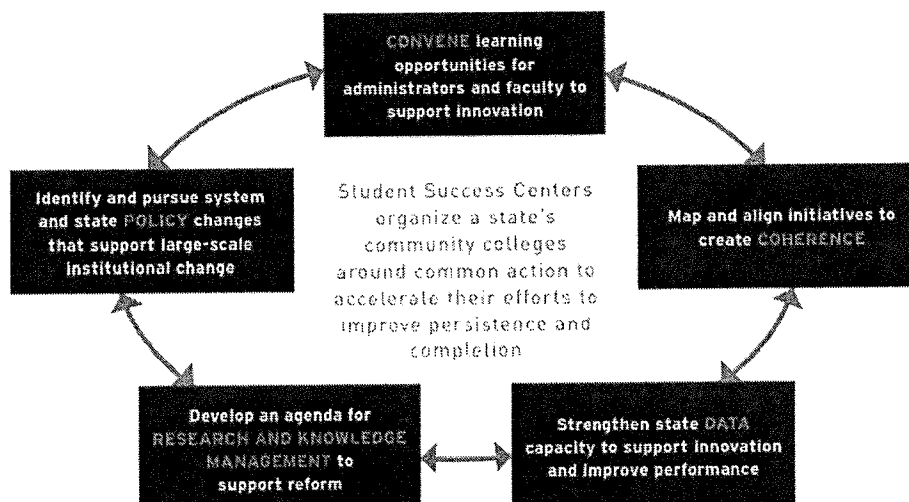 CONVENE learning
opportunities for
administrators and faculty to
support innovation
Identify and pursue system
and state POLICY changes
that support large-scale
institutional change
Student Success Centers
organize a state's
community colleges
around common action to
accelerate their efforts to
improve persistence and
completion
Map and align initiatives to
create COHERENCE
Develop an agenda for
RESEARCH AND KNOWLEDGE
MANAGEMENT to
support reform
Strengthen state DATA
capacity to support innovation
and improve performance